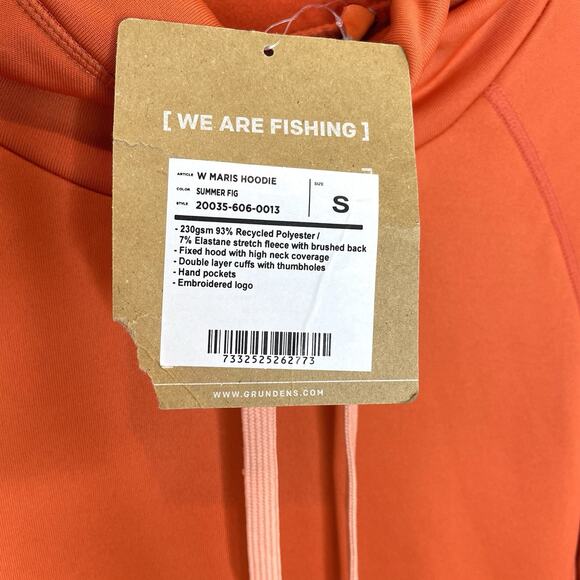 [ WE ARE FISHING ]
ARTICLE W MARIS HOODIE
COLOR SUMMER FIG
STYLE 20035-606-0013
SIZE S
- 230gsm 93% Recycled Polyester /
7% Elastane stretch fleece with brushed back
- Fixed hood with high neck coverage
- Double layer cuffs with thumbholes
- Hand pockets
- Embroidered logo
7332525262773
WWW.GRUNDENS.COM